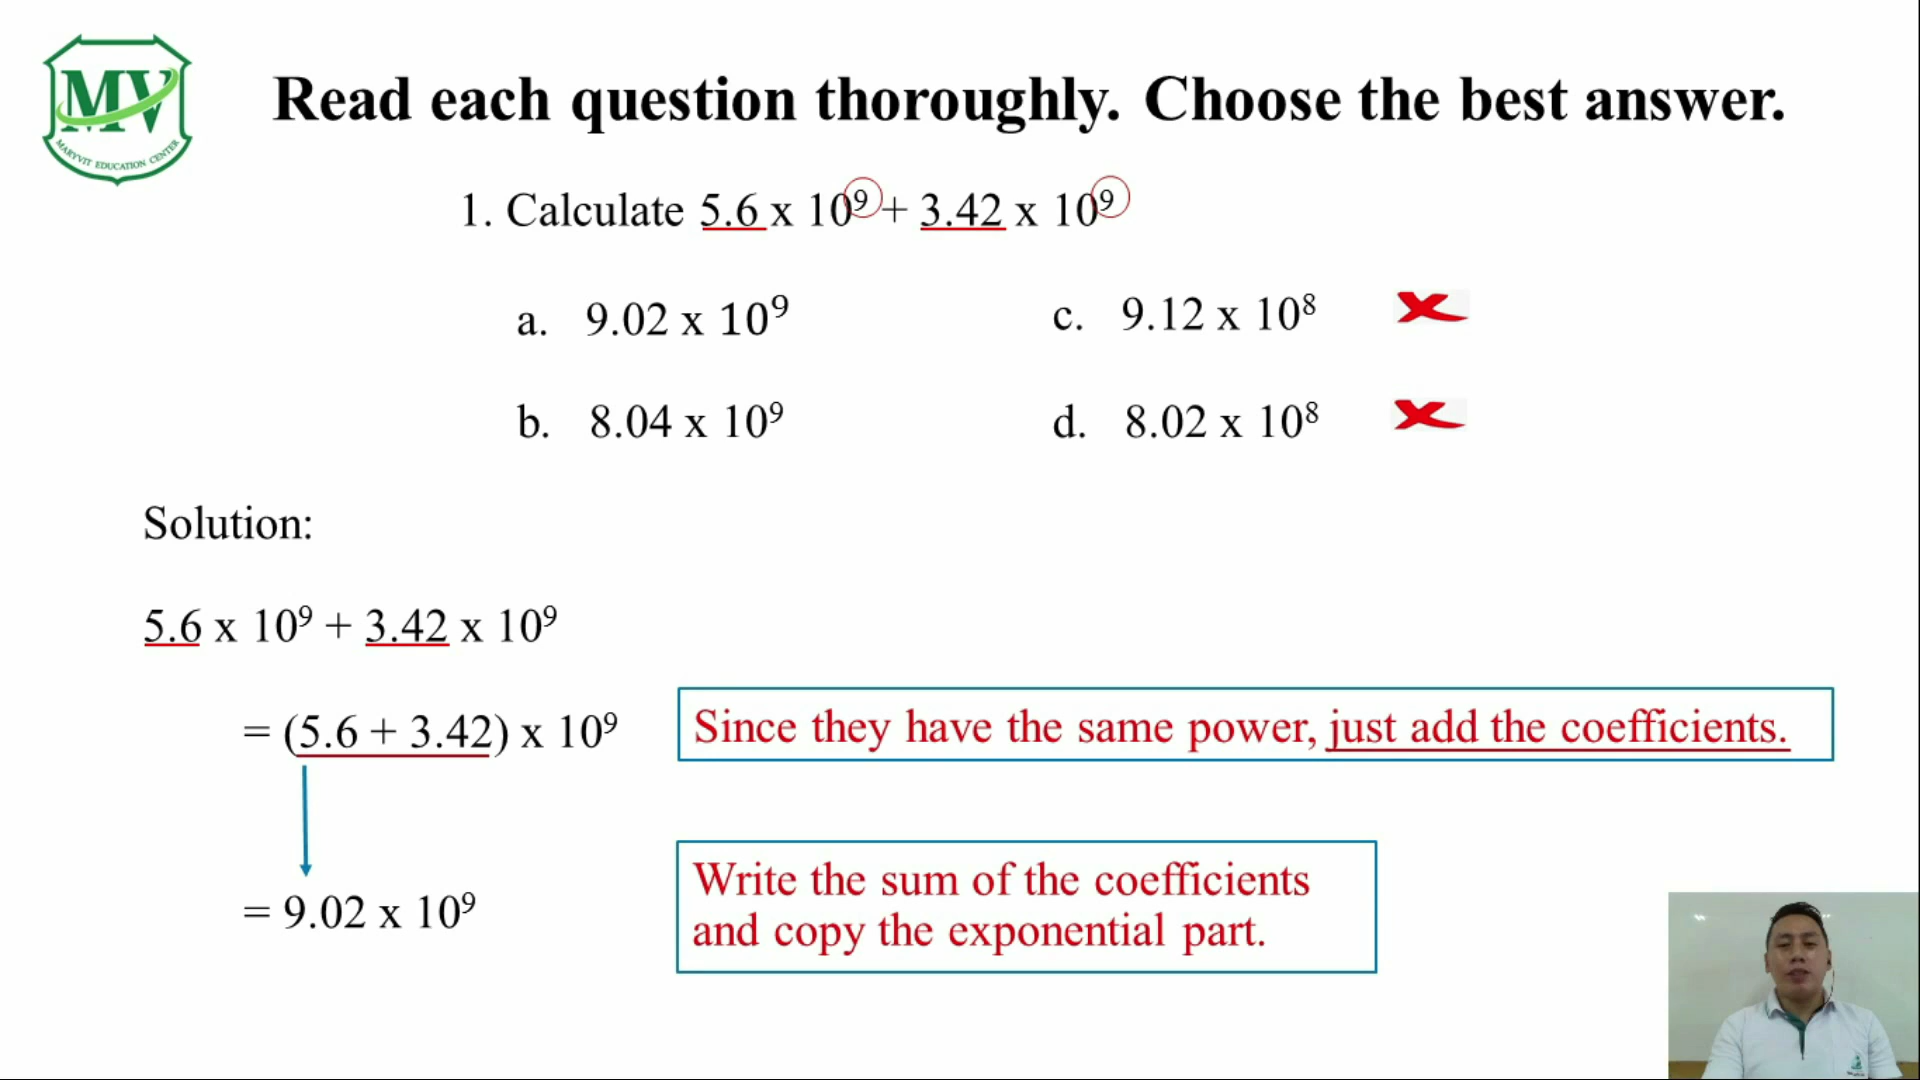 MV
MARYVIT EDUCATION CENTER
Read each question thoroughly. Choose the best answer.
1. Calculate 5.6 x 10⁹ + 3.42 x 10⁹
a. 9.02 x 10⁹
c. 9.12 x 10⁸
b. 8.04 x 10⁹
d. 8.02 x 10⁸
Solution:
5.6 x 10⁹ + 3.42 x 10⁹
= (5.6 + 3.42) x 10⁹
Since they have the same power, just add the coefficients.
= 9.02 x 10⁹
Write the sum of the coefficients
and copy the exponential part.